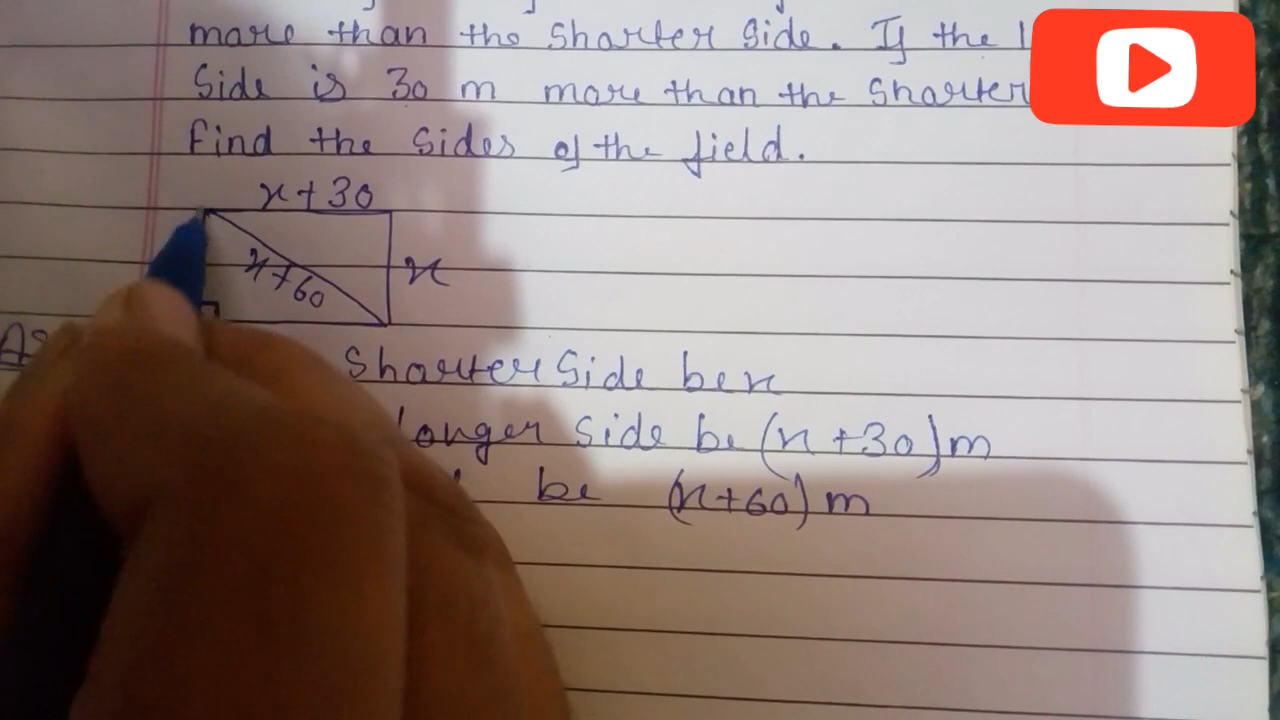 more than the shorter side. If the
Side is 30 m more than the shorter
find the sides of the field.
x+30
x+60
x
As
shorter side be x
longer side be (x+30)m
be (x+60) m